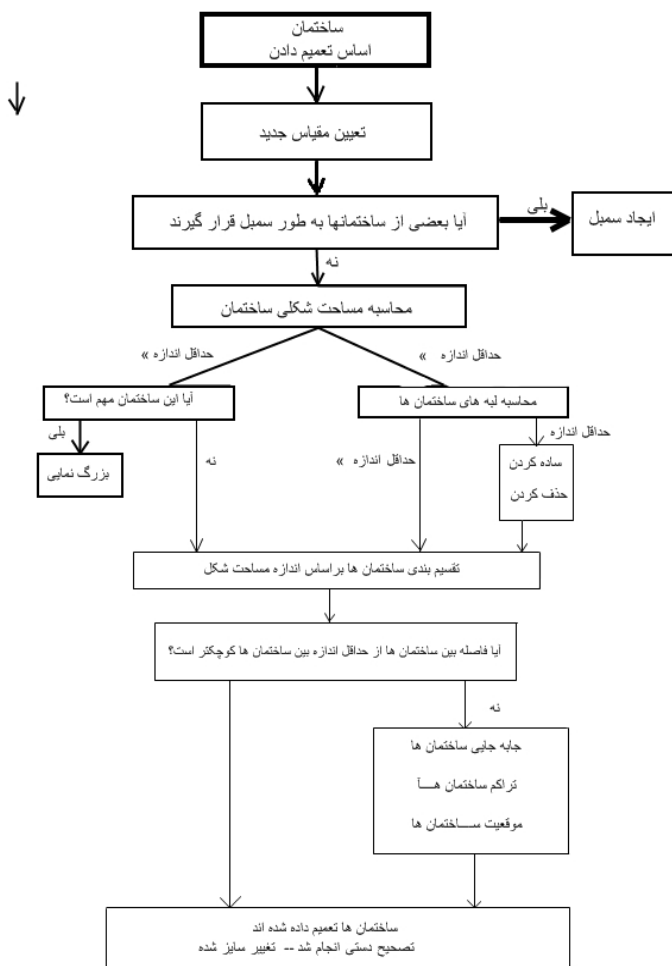 ساختمان
اساس تعمیم دادن
تعیین مقیاس جدید
آیا بعضی از ساختمانها به طور سمبل قرار گیرند
بلی
ایجاد سمبل
نه
محاسبه مساحت شکلی ساختمان
حداقل اندازه »
حداقل اندازه »
محاسبه لبه های ساختمان ها
آیا این ساختمان مهم است؟
حداقل اندازه
حداقل اندازه »
نه
بلی
ساده کردن
حذف کردن
بزرگ نمایی
تقسیم بندی ساختمان ها براساس اندازه مساحت شکل
آیا فاصله بین ساختمان ها از حداقل اندازه بین ساختمان ها کوچکتر است؟
نه
جابه جایی ساختمان ها
تراکم ساختمان هــآ
موقعیت ســاختمان ها
ساختمان ها تعمیم داده شده اند
تصحیح دستی انجام شد -- تغییر سایز شده